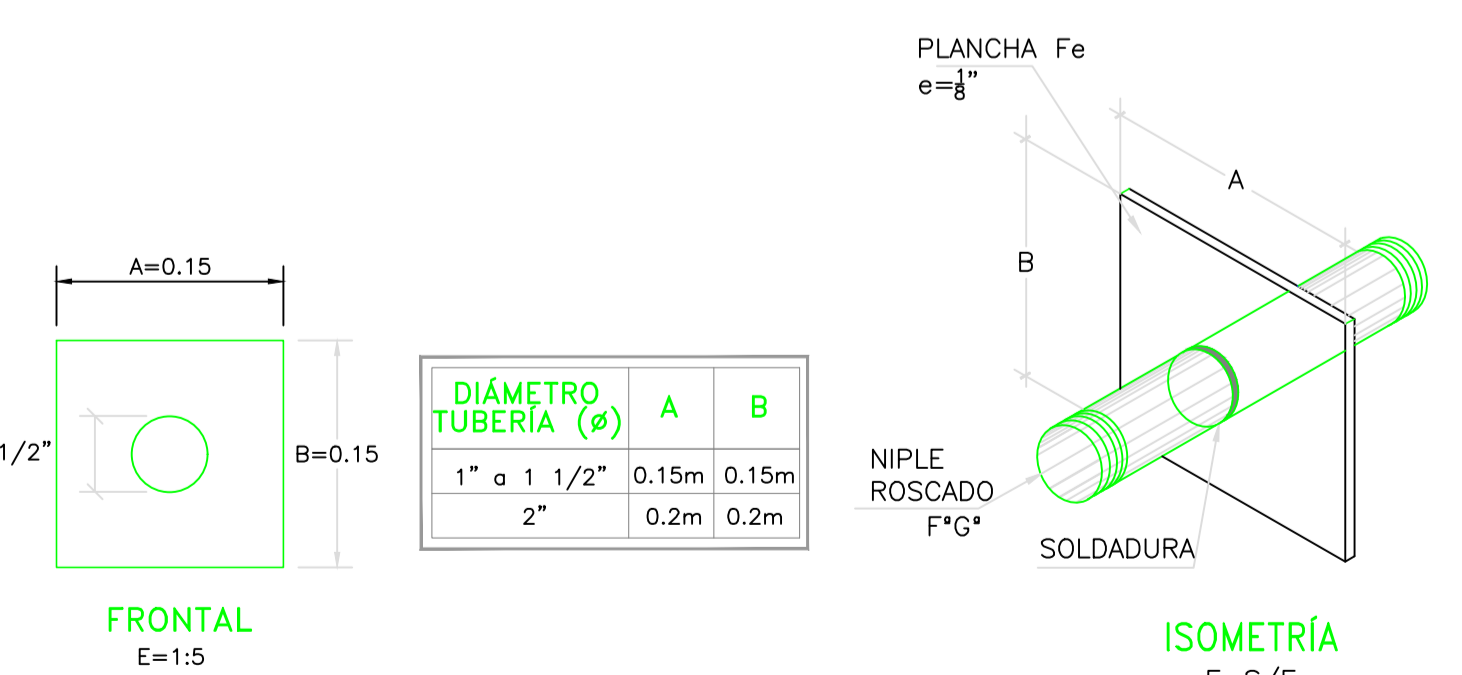 A=0.15
1/2”
B=0.15
FRONTAL
E=1:5
DIÁMETRO TUBERÍA (ø) A B
1” a 1 1/2” 0.15m 0.15m
2” 0.2m 0.2m
PLANCHA Fe
e=1/8”
A
B
NIPLE
ROSCADO
FªGª
SOLDADURA
ISOMETRÍA